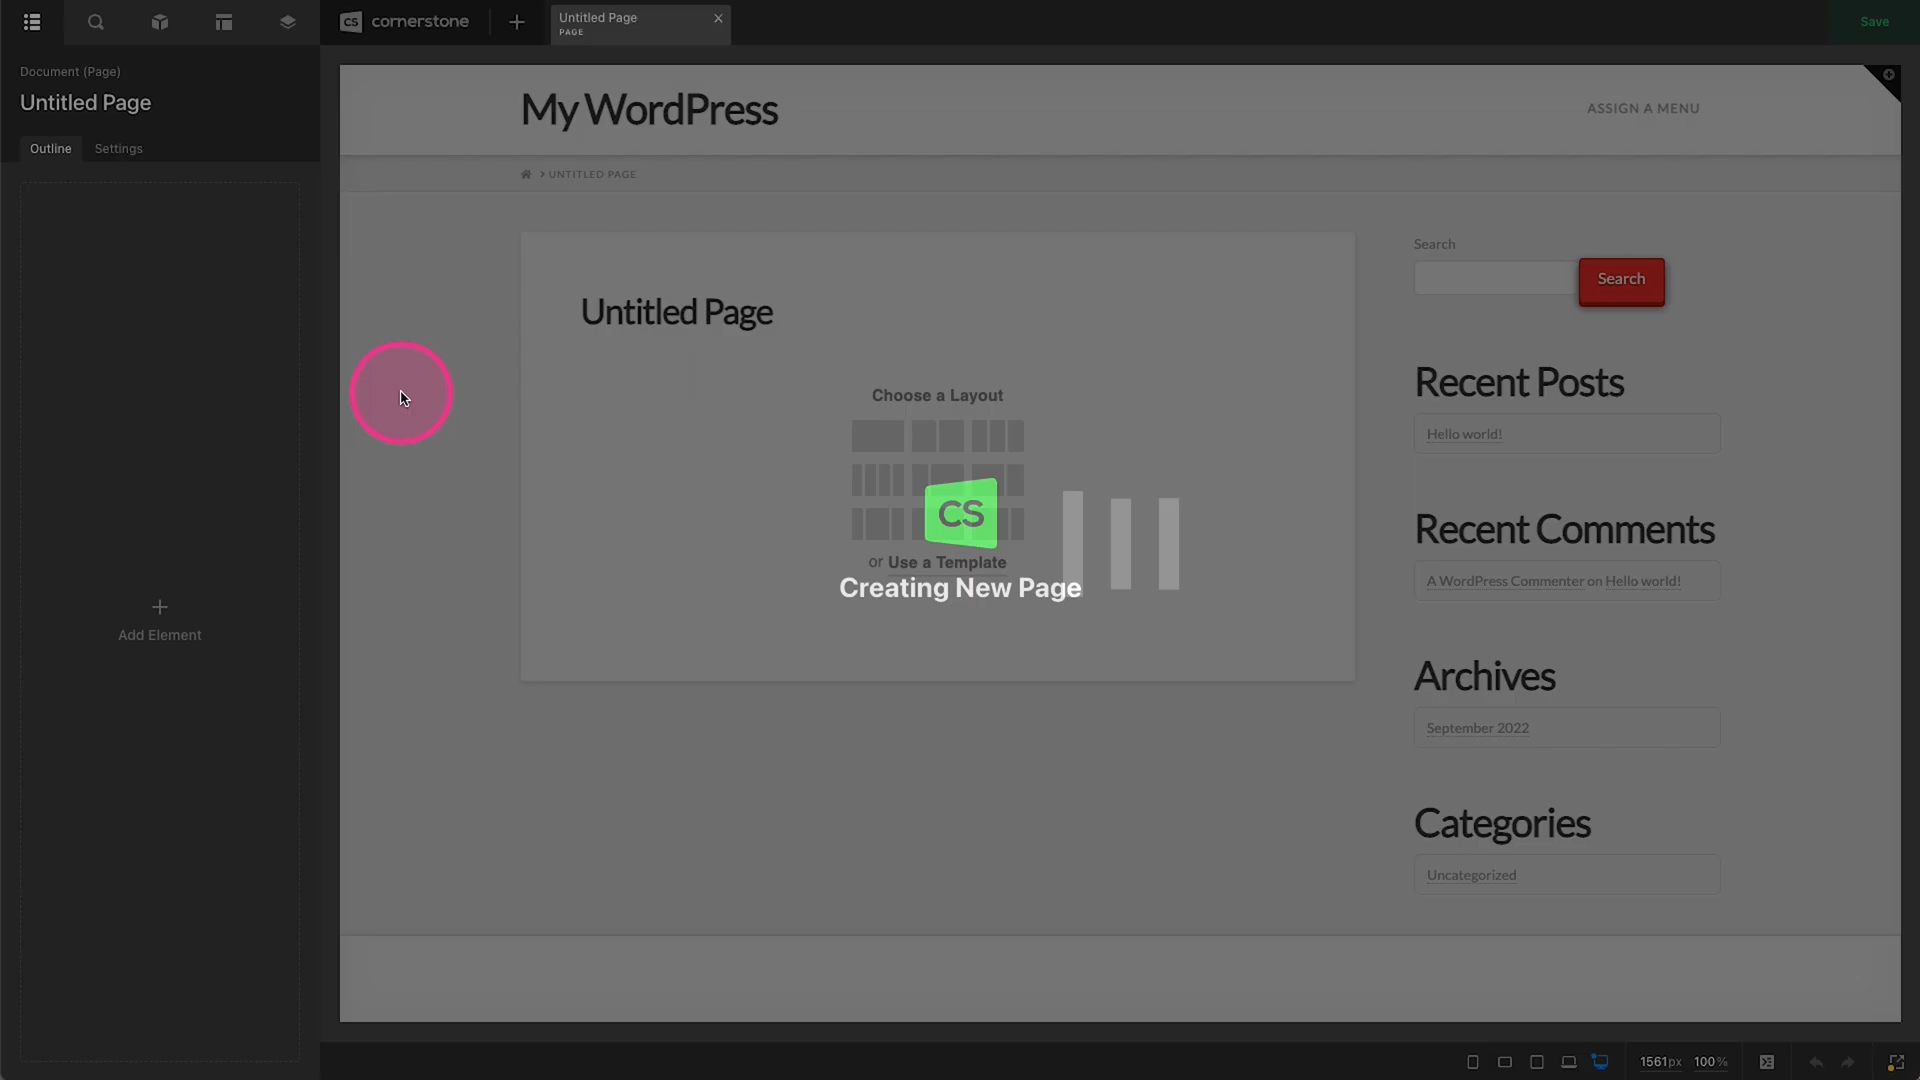 cs cornerstone
Untitled Page
PAGE
Save
Document (Page)
Untitled Page
Outline
Settings
Add Element
My WordPress
ASSIGN A MENU
UNTITLED PAGE
Untitled Page
Choose a Layout
CS
or Use a Template
Creating New Page
Search
Search
Recent Posts
Hello world!
Recent Comments
A WordPress Commenter on Hello world!
Archives
September 2022
Categories
Uncategorized
1561px 100%